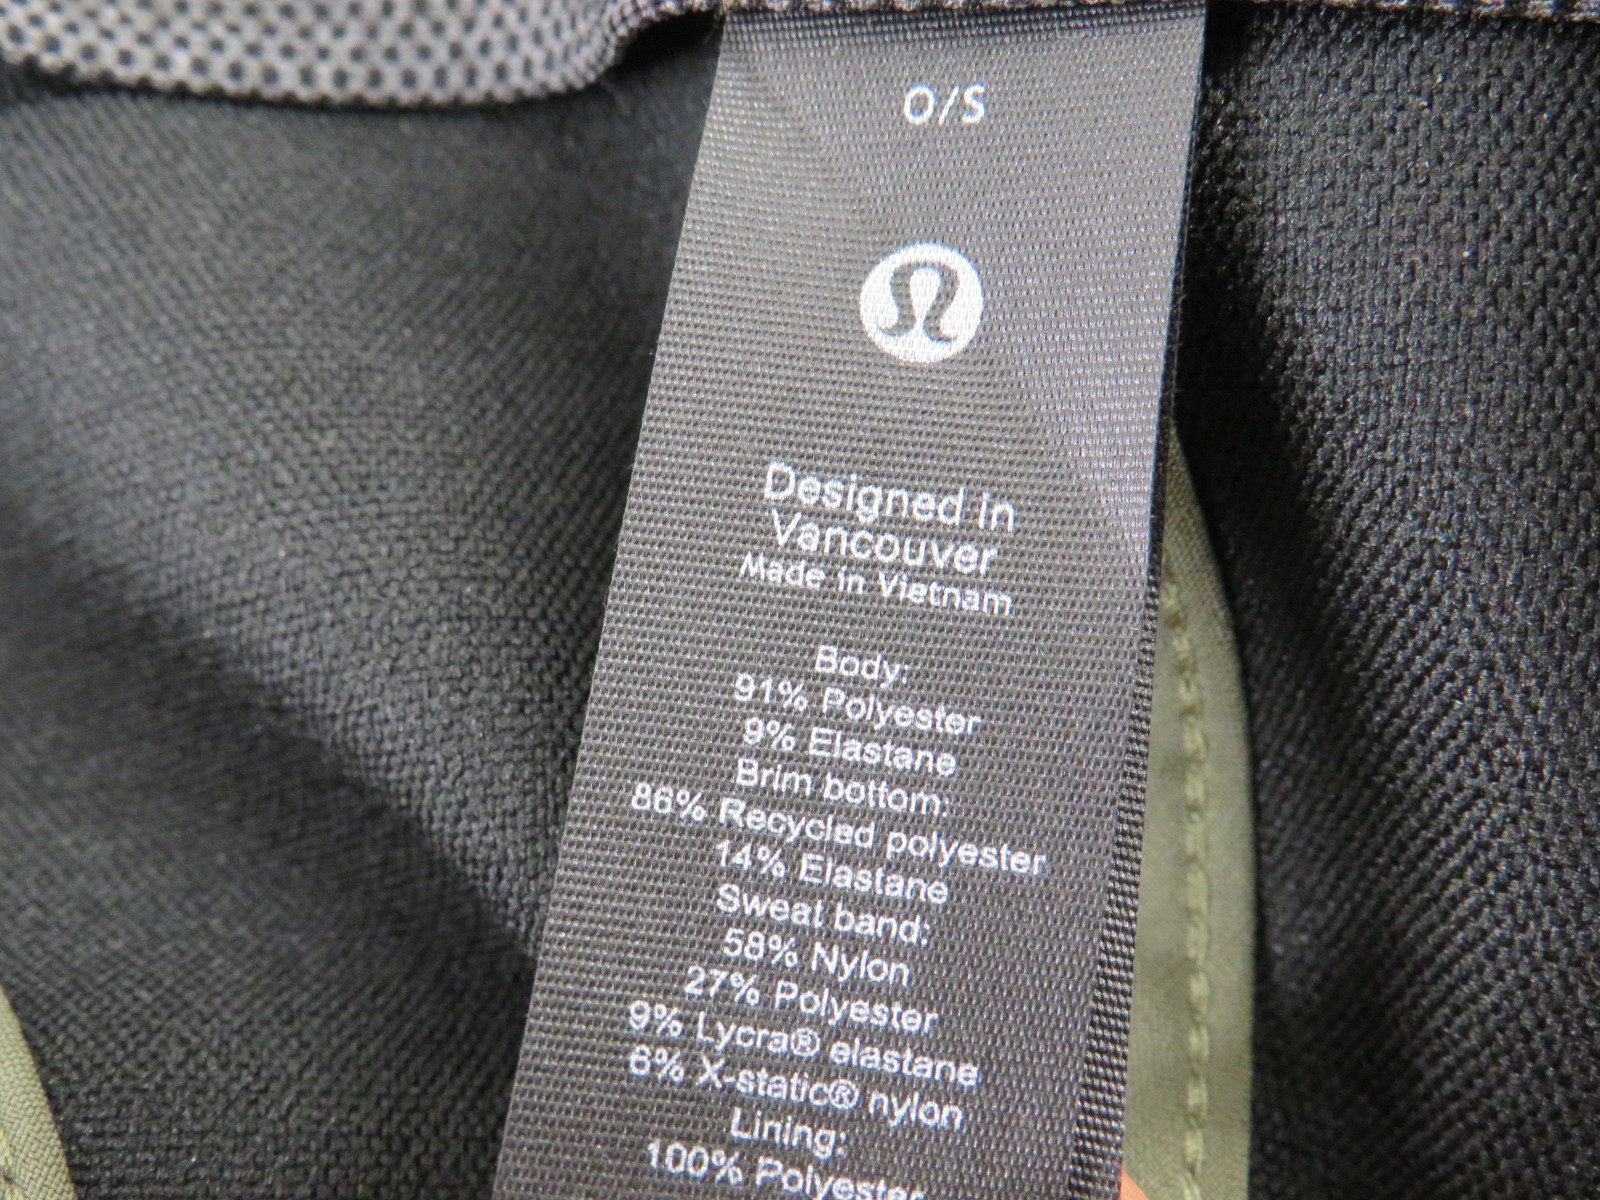 O/S
Designed in
Vancouver
Made in Vietnam
Body:
91% Polyester
9% Elastane
Brim bottom:
86% Recycled polyester
14% Elastane
Sweat band:
58% Nylon
27% Polyester
9% Lycra® elastane
6% X-static® nylon
Lining:
100% Polyester